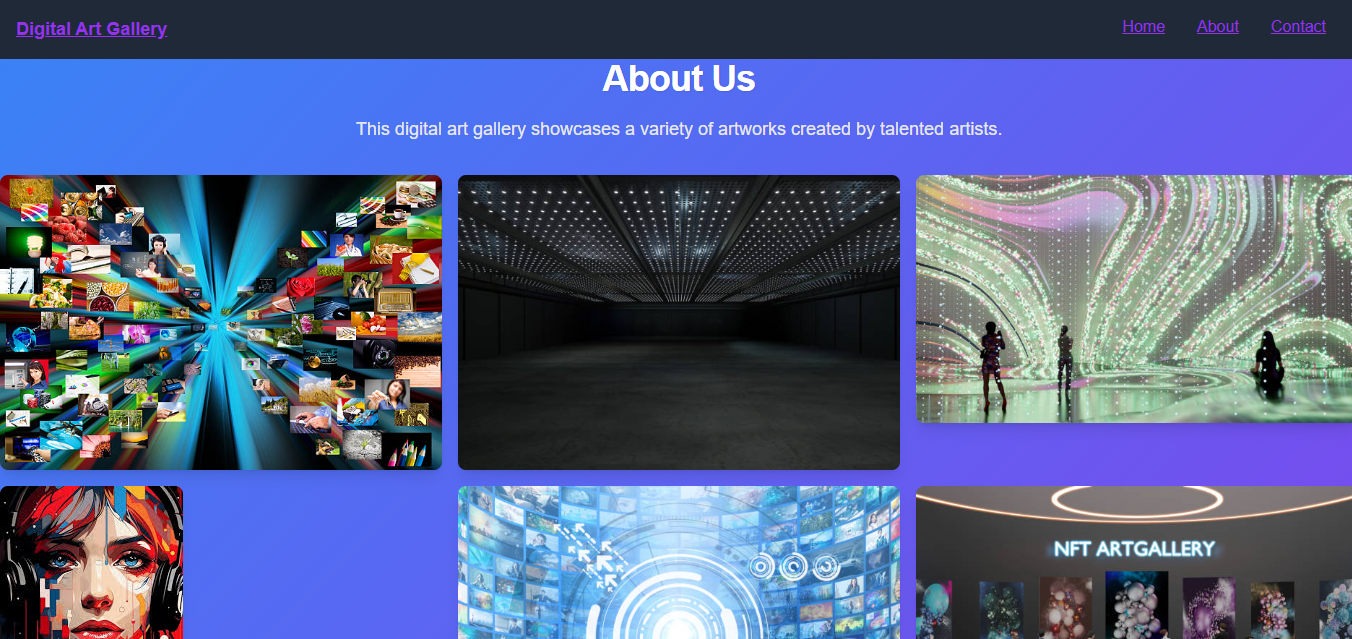 Digital Art Gallery
Home About Contact
About Us
This digital art gallery showcases a variety of artworks created by talented artists.
NFT ARTGALLERY